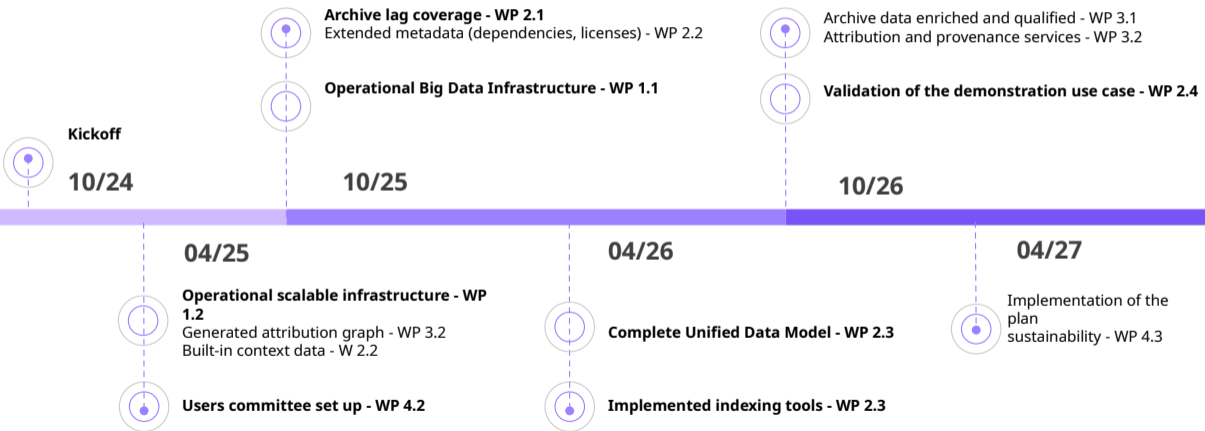 Archive lag coverage - WP 2.1
Extended metadata (dependencies, licenses) - WP 2.2
Operational Big Data Infrastructure - WP 1.1
Archive data enriched and qualified - WP 3.1
Attribution and provenance services - WP 3.2
Validation of the demonstration use case - WP 2.4
Kickoff
10/24
10/25
10/26
04/25
Operational scalable infrastructure - WP
1.2
Generated attribution graph - WP 3.2
Built-in context data - W 2.2
Users committee set up - WP 4.2
04/26
Complete Unified Data Model - WP 2.3
Implemented indexing tools - WP 2.3
04/27
Implementation of the
plan
sustainability - WP 4.3